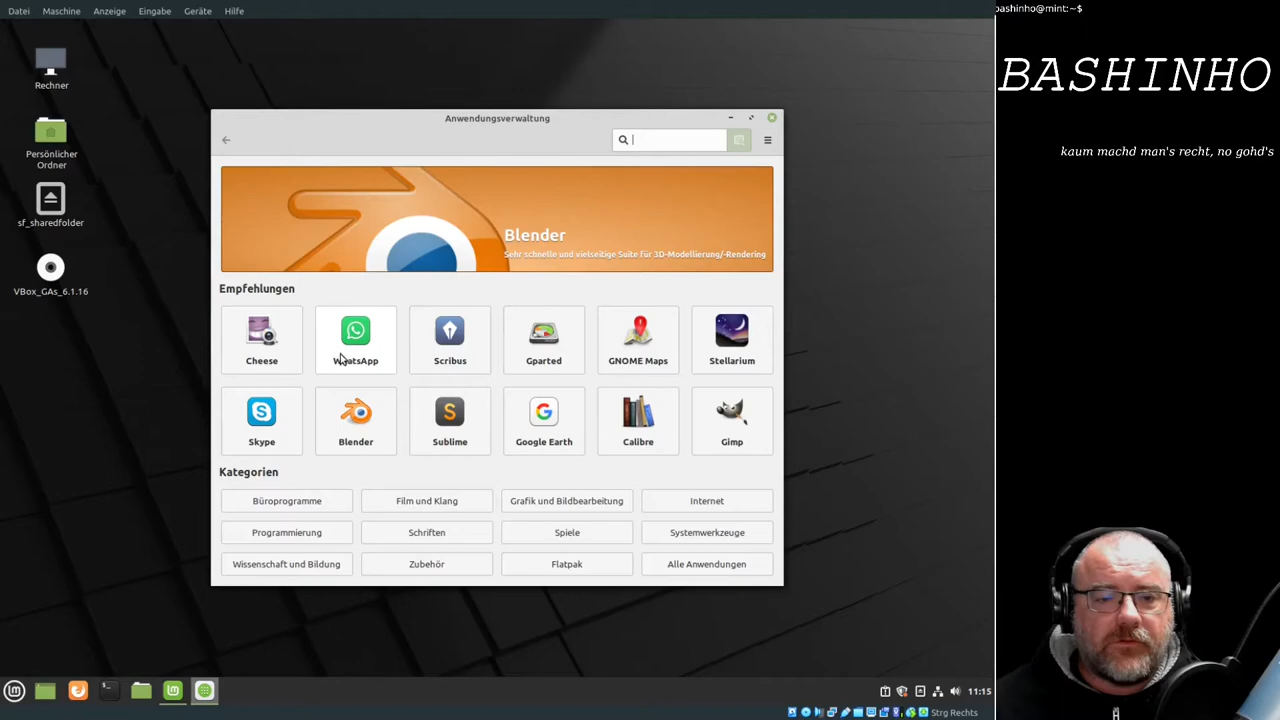 Datei Maschine Anzeige Eingabe Geräte Hilfe
bashinho@mint:~$
BASHINHO
kaum machd man's recht, no gohd's
Rechner
Persönlicher
Ordner
sf_sharedfolder
VBox_GAs_6.1.16
Anwendungsverwaltung
Blender
Sehr schnelle und vielseitige Suite für 3D-Modellierung/-Rendering
Empfehlungen
Cheese WhatsApp Scribus Gparted GNOME Maps Stellarium
Skype Blender Sublime Google Earth Calibre Gimp
Kategorien
Büroprogramme Film und Klang Grafik und Bildbearbeitung Internet
Programmierung Schriften Spiele Systemwerkzeuge
Wissenschaft und Bildung Zubehör Flatpak Alle Anwendungen
11:15
Strg Rechts